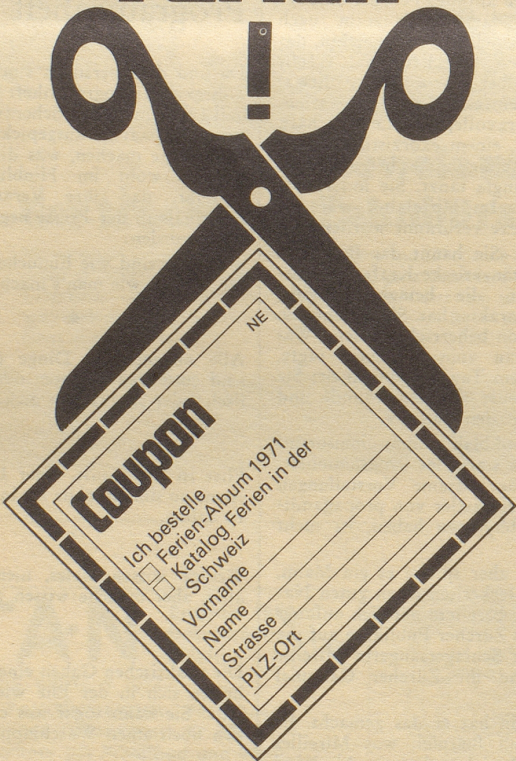 !
NE
Coupon
Ich bestelle
Ferien-Album 1971
Katalog Ferien in der
Schweiz
Vorname
Name
Strasse
PLZ-Ort